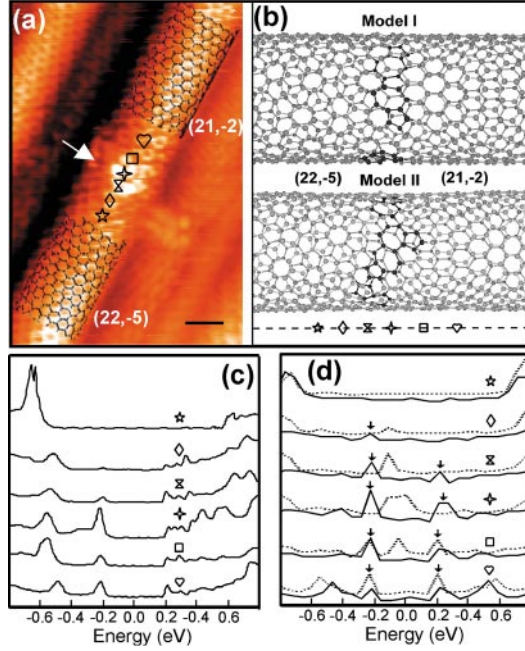 (a)
(21,-2)
(22,-5)
(b)
Model I
(22,-5) Model II (21,-2)
(c)
-0.6 -0.4 -0.2 0.0 0.2 0.4 0.6
Energy (eV)
(d)
-0.6 -0.4 -0.2 0.0 0.2 0.4 0.6
Energy (eV)